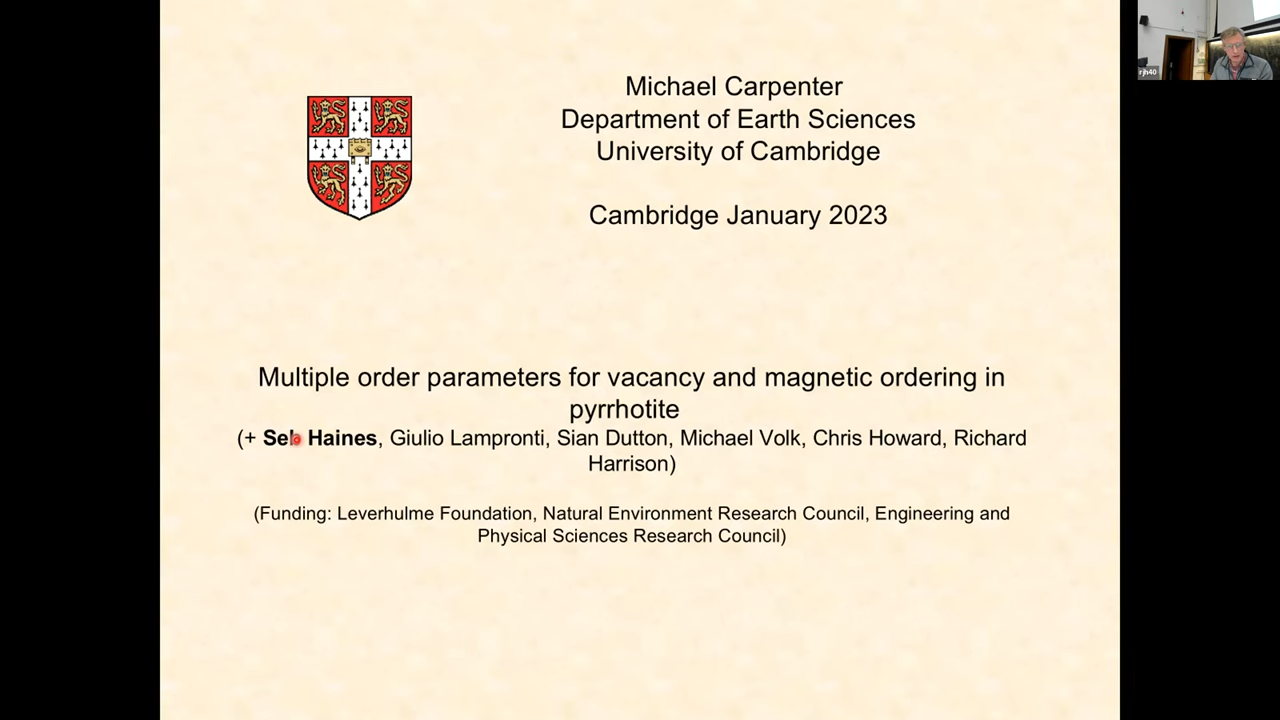 Michael Carpenter
Department of Earth Sciences
University of Cambridge
Cambridge January 2023
Multiple order parameters for vacancy and magnetic ordering in
pyrrhotite
(+ Seb Haines, Giulio Lampronti, Sian Dutton, Michael Volk, Chris Howard, Richard
Harrison)
(Funding: Leverhulme Foundation, Natural Environment Research Council, Engineering and
Physical Sciences Research Council)
rjh40